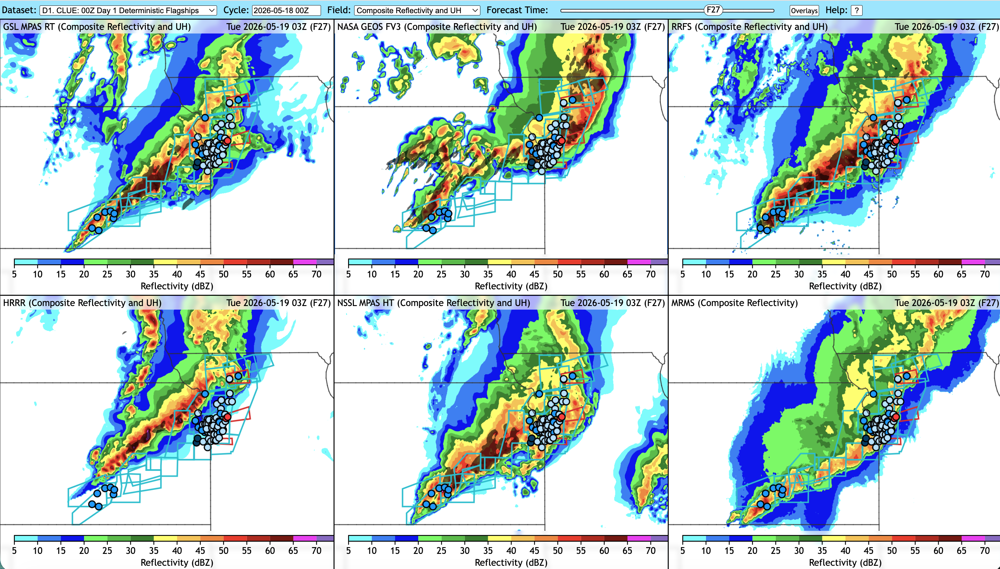 Dataset: D1. CLUE: 00Z Day 1 Deterministic Flagships Cycle: 2026-05-18 00Z Field: Composite Reflectivity and UH Forecast Time: F27 Overlays Help: ?
GSL MPAS RT (Composite Reflectivity and UH) Tue 2026-05-19 03Z (F27)
5 10 15 20 25 30 35 40 45 50 55 60 65 70
Reflectivity (dBZ)
NASA GEOS FV3 (Composite Reflectivity and UH) Tue 2026-05-19 03Z (F27)
5 10 15 20 25 30 35 40 45 50 55 60 65 70
Reflectivity (dBZ)
RRFS (Composite Reflectivity and UH) Tue 2026-05-19 03Z (F27)
5 10 15 20 25 30 35 40 45 50 55 60 65 70
Reflectivity (dBZ)
HRRR (Composite Reflectivity and UH) Tue 2026-05-19 03Z (F27)
5 10 15 20 25 30 35 40 45 50 55 60 65 70
Reflectivity (dBZ)
NSSL MPAS HT (Composite Reflectivity and UH) Tue 2026-05-19 03Z (F27)
5 10 15 20 25 30 35 40 45 50 55 60 65 70
Reflectivity (dBZ)
MRMS (Composite Reflectivity) Tue 2026-05-19 03Z (F27)
5 10 15 20 25 30 35 40 45 50 55 60 65 70
Reflectivity (dBZ)